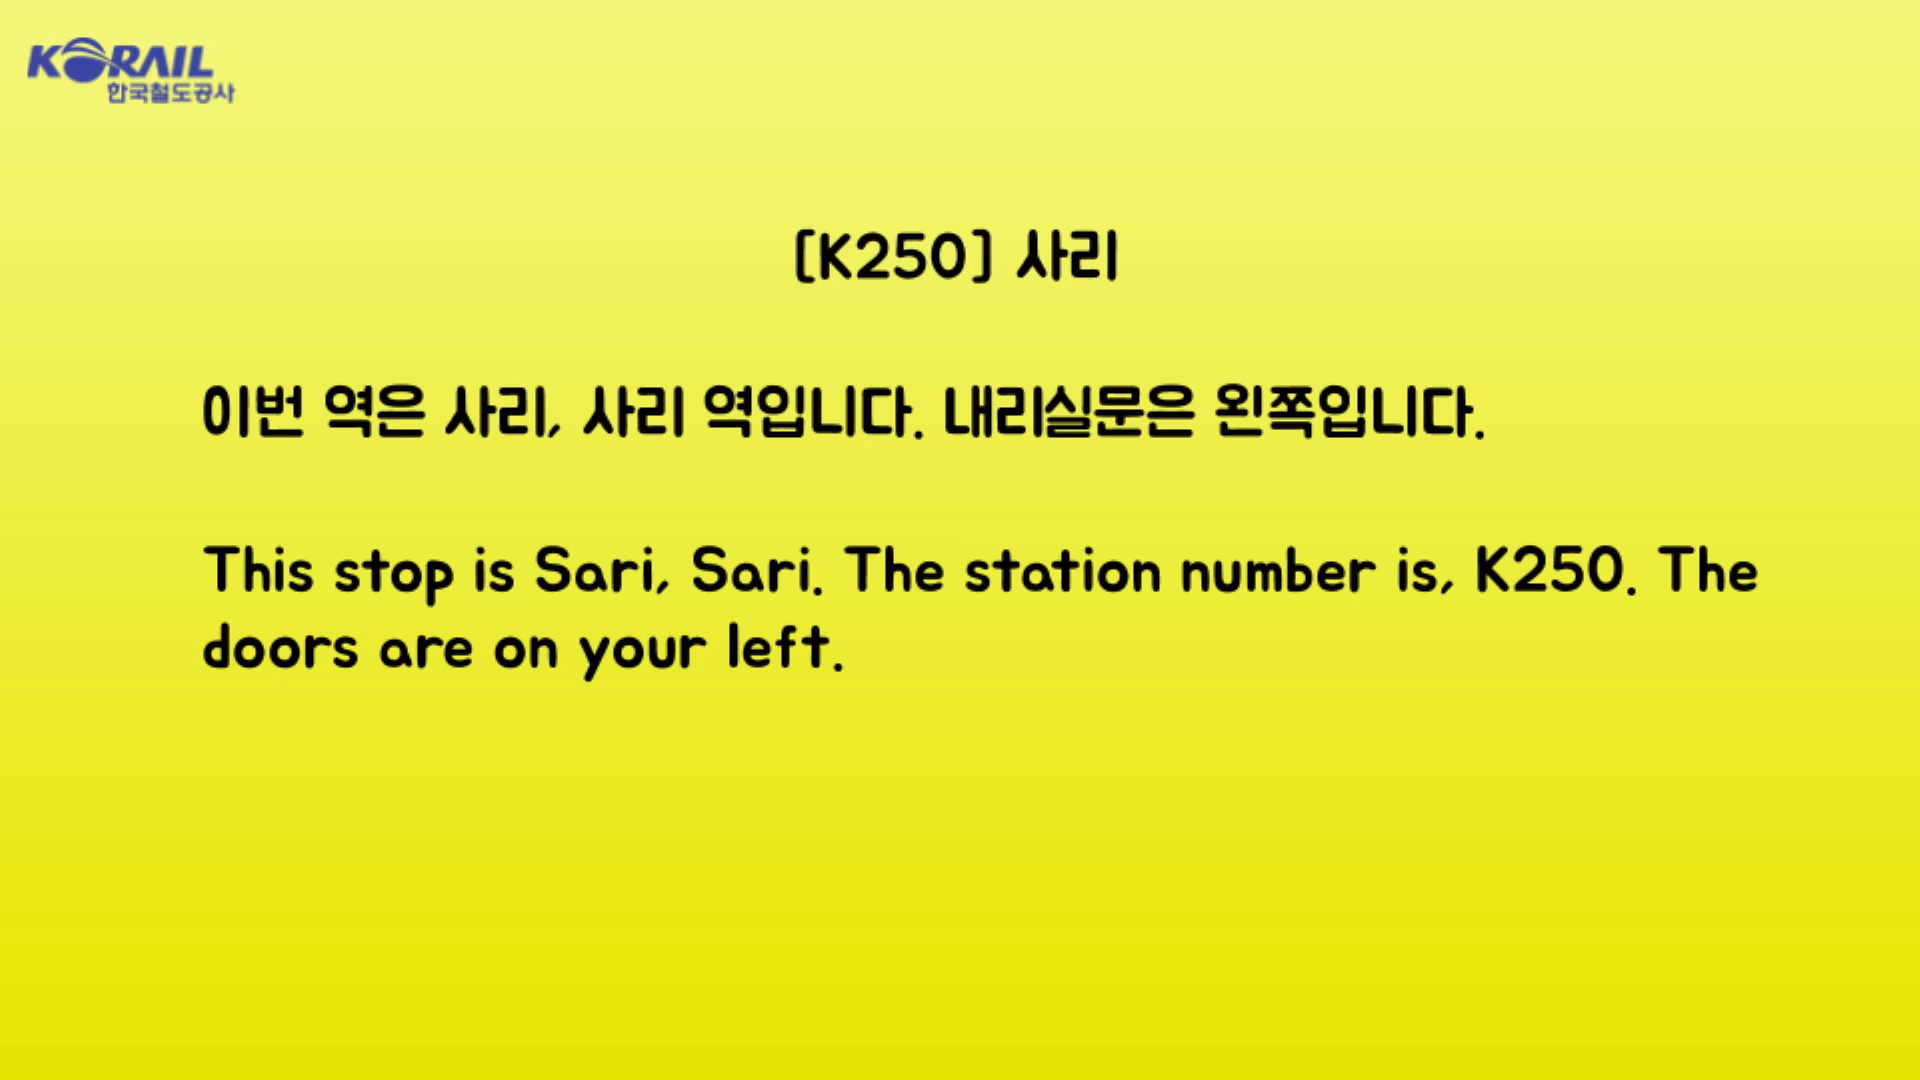 KORAIL
한국철도공사
[K250] 사리
이번 역은 사리, 사리 역입니다. 내리실문은 왼쪽입니다.
This stop is Sari, Sari. The station number is, K250. The
doors are on your left.